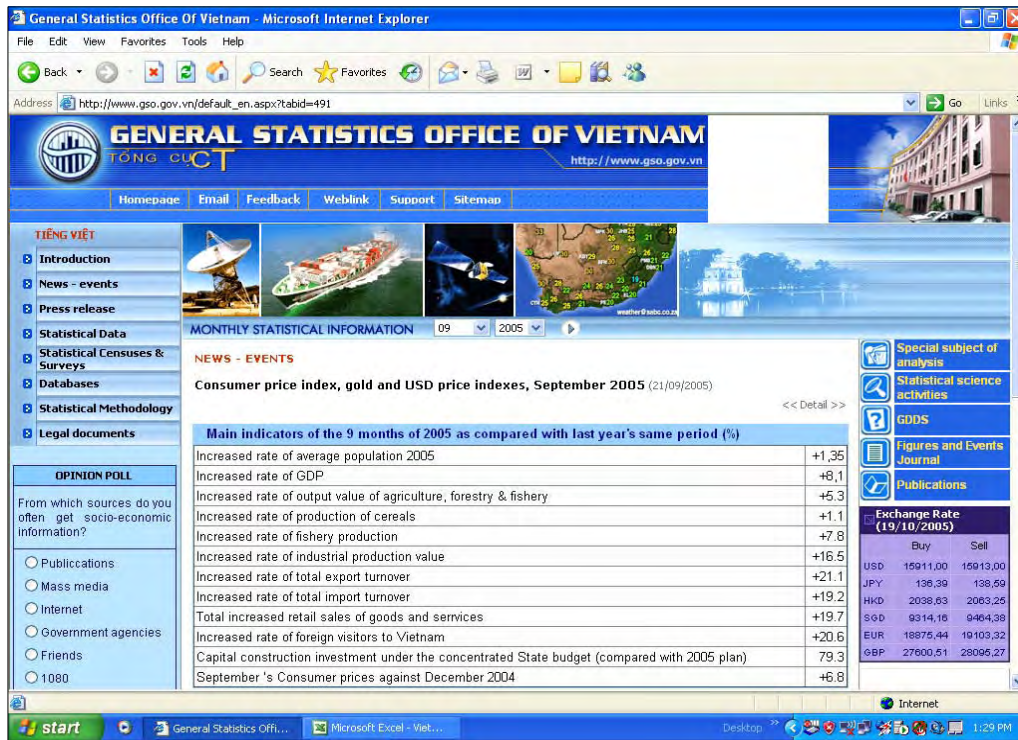 General Statistics Office Of Vietnam - Microsoft Internet Explorer
File Edit View Favorites Tools Help
Back Search Favorites
Address http://www.gso.gov.vn/default_en.aspx?tabid=491 Go Links
GENERAL STATISTICS OFFICE OF VIETNAM
TỔNG CỤCT
http://www.gso.gov.vn
Homepage Email Feedback Weblink Support Sitemap
TIẾNG VIỆT
Introduction
News - events
Press release
Statistical Data
Statistical Censuses &
Surveys
Databases
Statistical Methodology
Legal documents
OPINION POLL
From which sources do you
often get socio-economic
information?
Publiccations
Mass media
Internet
Government agencies
Friends
1080
weather@sabc.co.za
MONTHLY STATISTICAL INFORMATION 09 2005
NEWS - EVENTS
Consumer price index, gold and USD price indexes, September 2005 (21/09/2005)
<< Detail >>
Main indicators of the 9 months of 2005 as compared with last year's same period (%)
Increased rate of average population 2005 +1,35
Increased rate of GDP +8,1
Increased rate of output value of agriculture, forestry & fishery +5.3
Increased rate of production of cereals +1.1
Increased rate of fishery production +7.8
Increased rate of industrial production value +16.5
Increased rate of total export turnover +21.1
Increased rate of total import turnover +19.2
Total increased retail sales of goods and serrvices +19.7
Increased rate of foreign visitors to Vietnam +20.6
Capital construction investment under the concentrated State budget (compared with 2005 plan) 79.3
September 's Consumer prices against December 2004 +6.8
Special subject of
analysis
Statistical science
activities
GDDS
Figures and Events
Journal
Publications
Exchange Rate
(19/10/2005)
Buy Sell
USD 15911,00 15913,00
JPY 136,39 138,59
HKD 2038,63 2063,25
SGD 9314,16 9464,38
EUR 18875,44 19103,32
GBP 27600,51 28095,27
Internet
start General Statistics Offi... Microsoft Excel - Viet... Desktop 1:29 PM